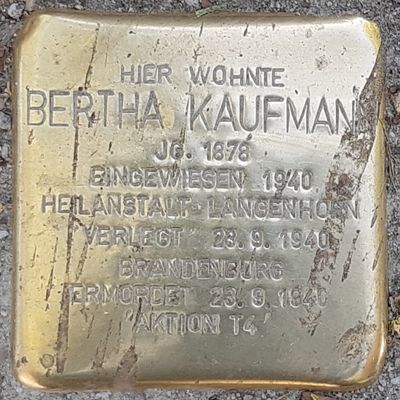 HIER WOHNTE
BERTHA KAUFMANN
JG. 1878
EINGEWIESEN 1940
HEILANSTALT-LANGENHORN
VERLEGT 23.9.1940
BRANDENBURG
ERMORDET 23.9.1940
'AKTION T4'